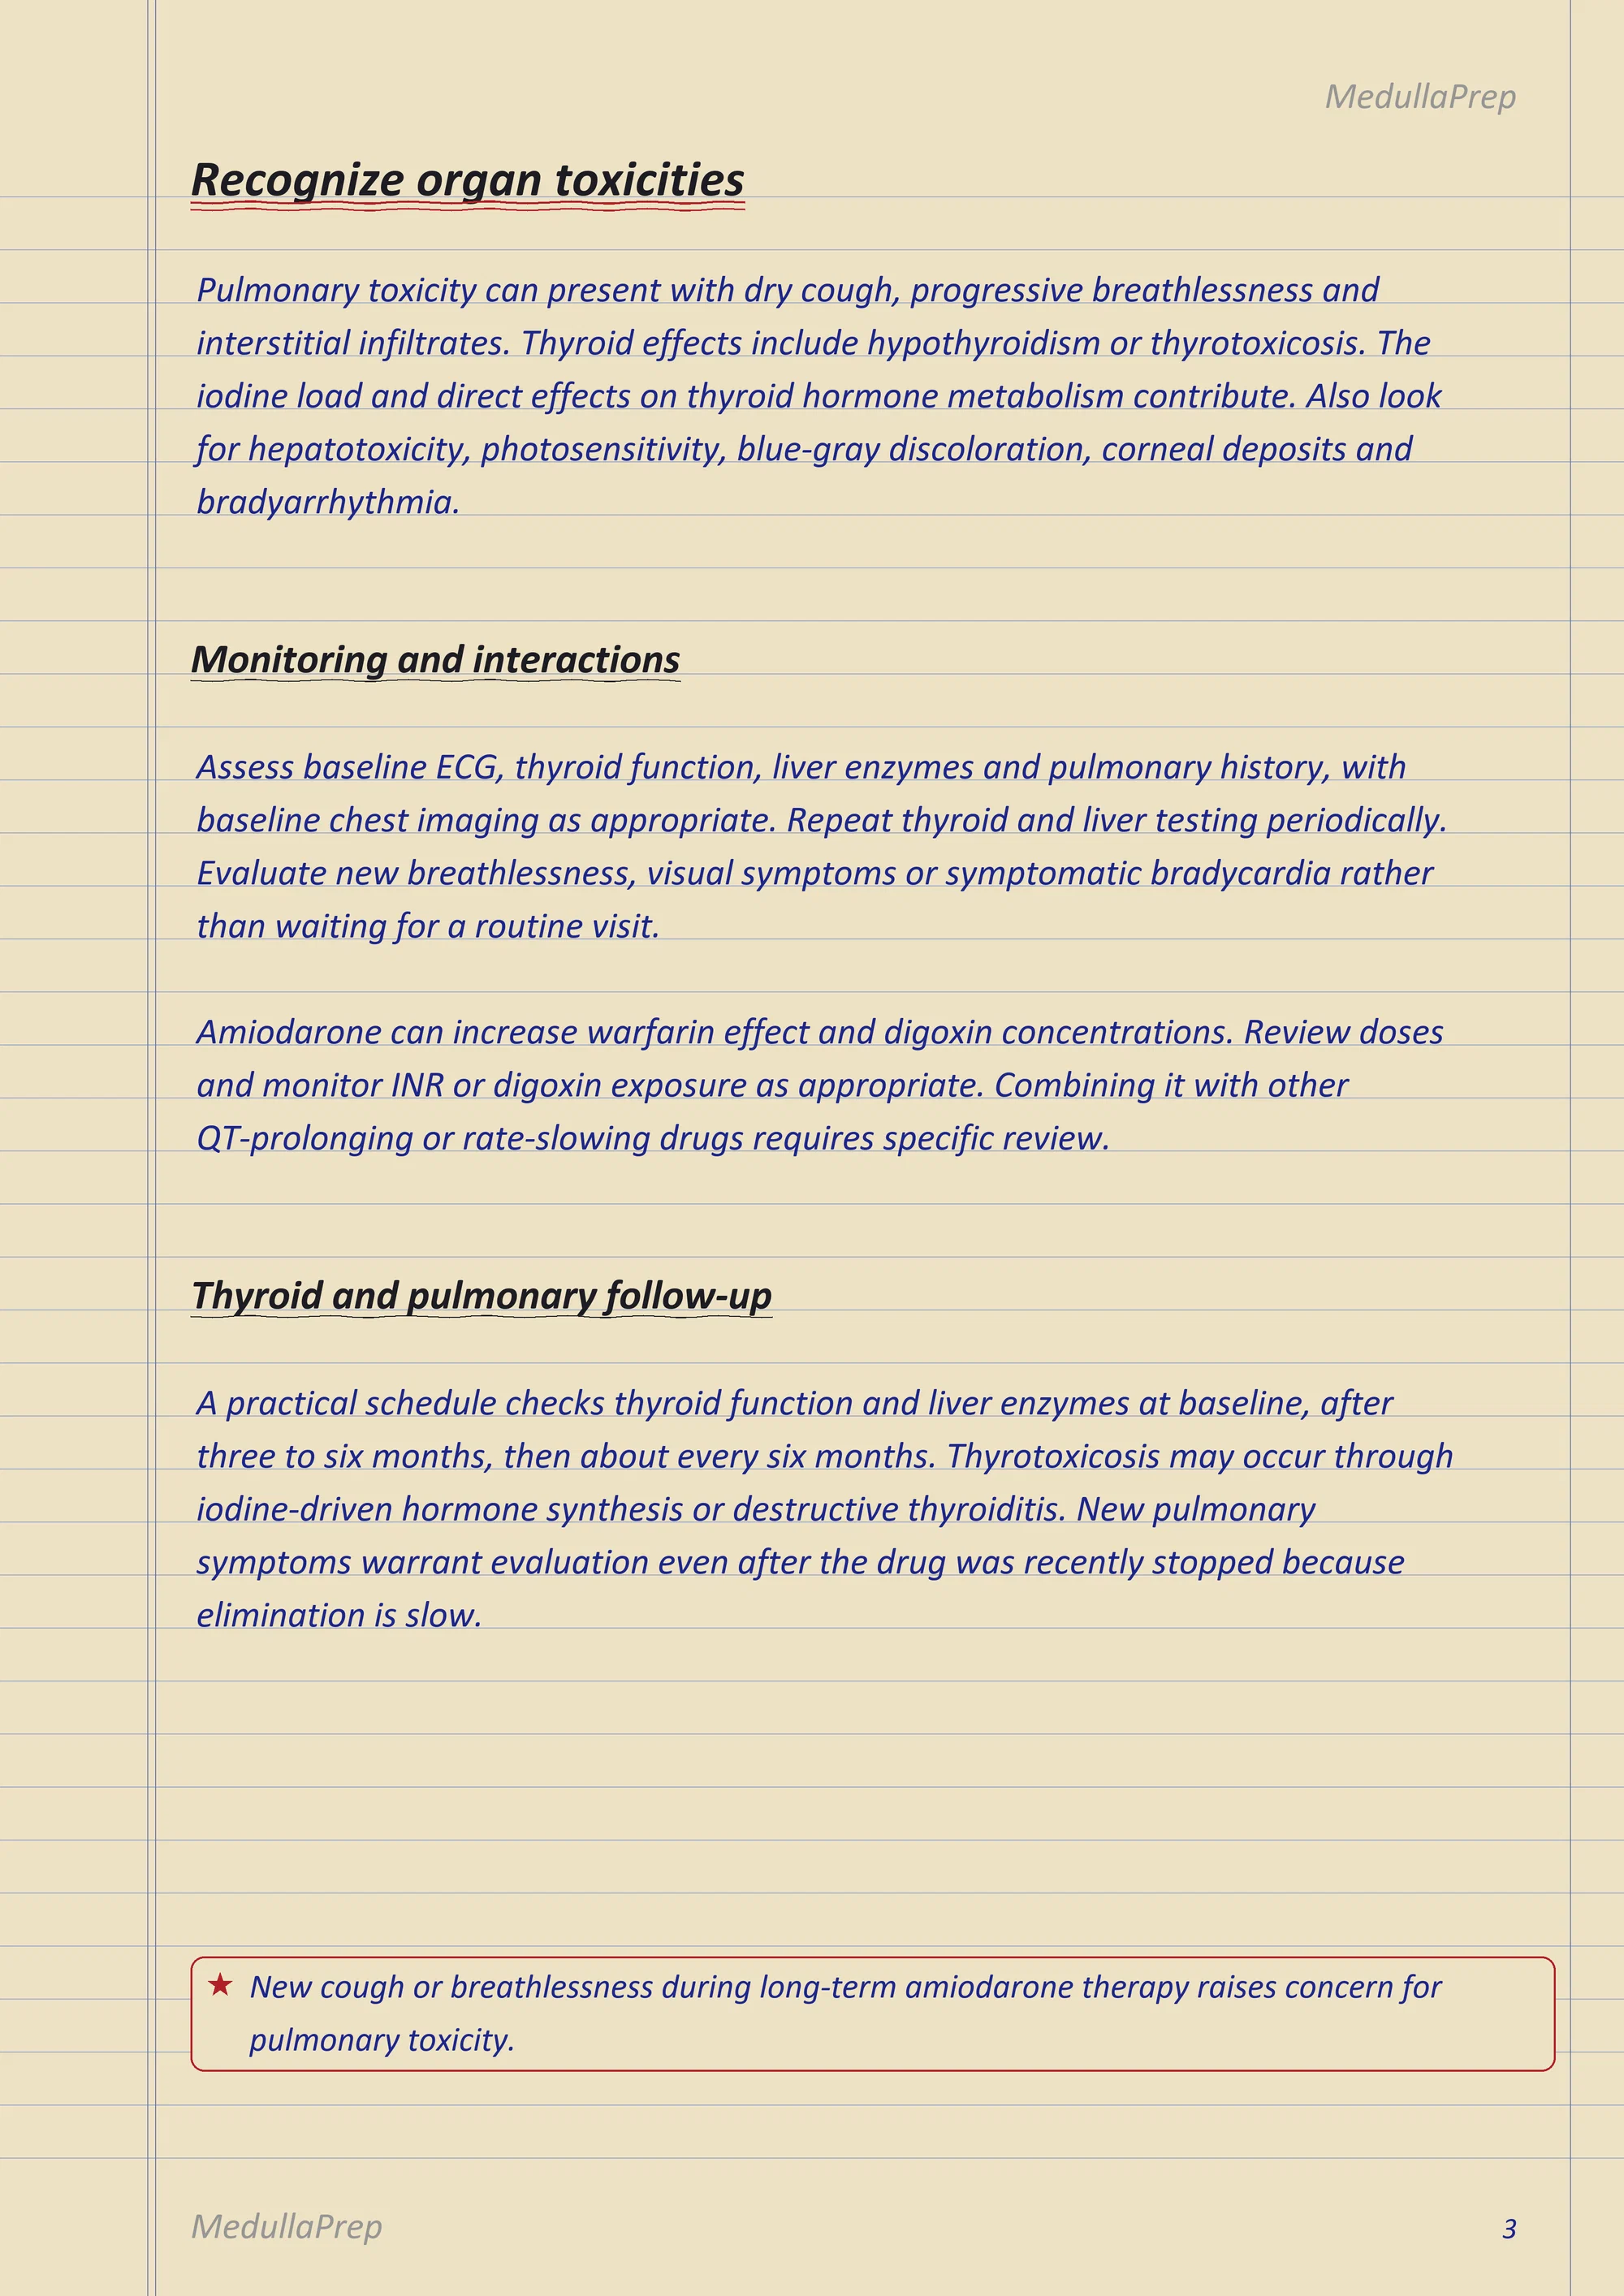 MedullaPrep
Recognize organ toxicities
Pulmonary toxicity can present with dry cough, progressive breathlessness and
interstitial infiltrates. Thyroid effects include hypothyroidism or thyrotoxicosis. The
iodine load and direct effects on thyroid hormone metabolism contribute. Also look
for hepatotoxicity, photosensitivity, blue-gray discoloration, corneal deposits and
bradyarrhythmia.
Monitoring and interactions
Assess baseline ECG, thyroid function, liver enzymes and pulmonary history, with
baseline chest imaging as appropriate. Repeat thyroid and liver testing periodically.
Evaluate new breathlessness, visual symptoms or symptomatic bradycardia rather
than waiting for a routine visit.
Amiodarone can increase warfarin effect and digoxin concentrations. Review doses
and monitor INR or digoxin exposure as appropriate. Combining it with other
QT-prolonging or rate-slowing drugs requires specific review.
Thyroid and pulmonary follow-up
A practical schedule checks thyroid function and liver enzymes at baseline, after
three to six months, then about every six months. Thyrotoxicosis may occur through
iodine-driven hormone synthesis or destructive thyroiditis. New pulmonary
symptoms warrant evaluation even after the drug was recently stopped because
elimination is slow.
★ New cough or breathlessness during long-term amiodarone therapy raises concern for
pulmonary toxicity.
MedullaPrep
3